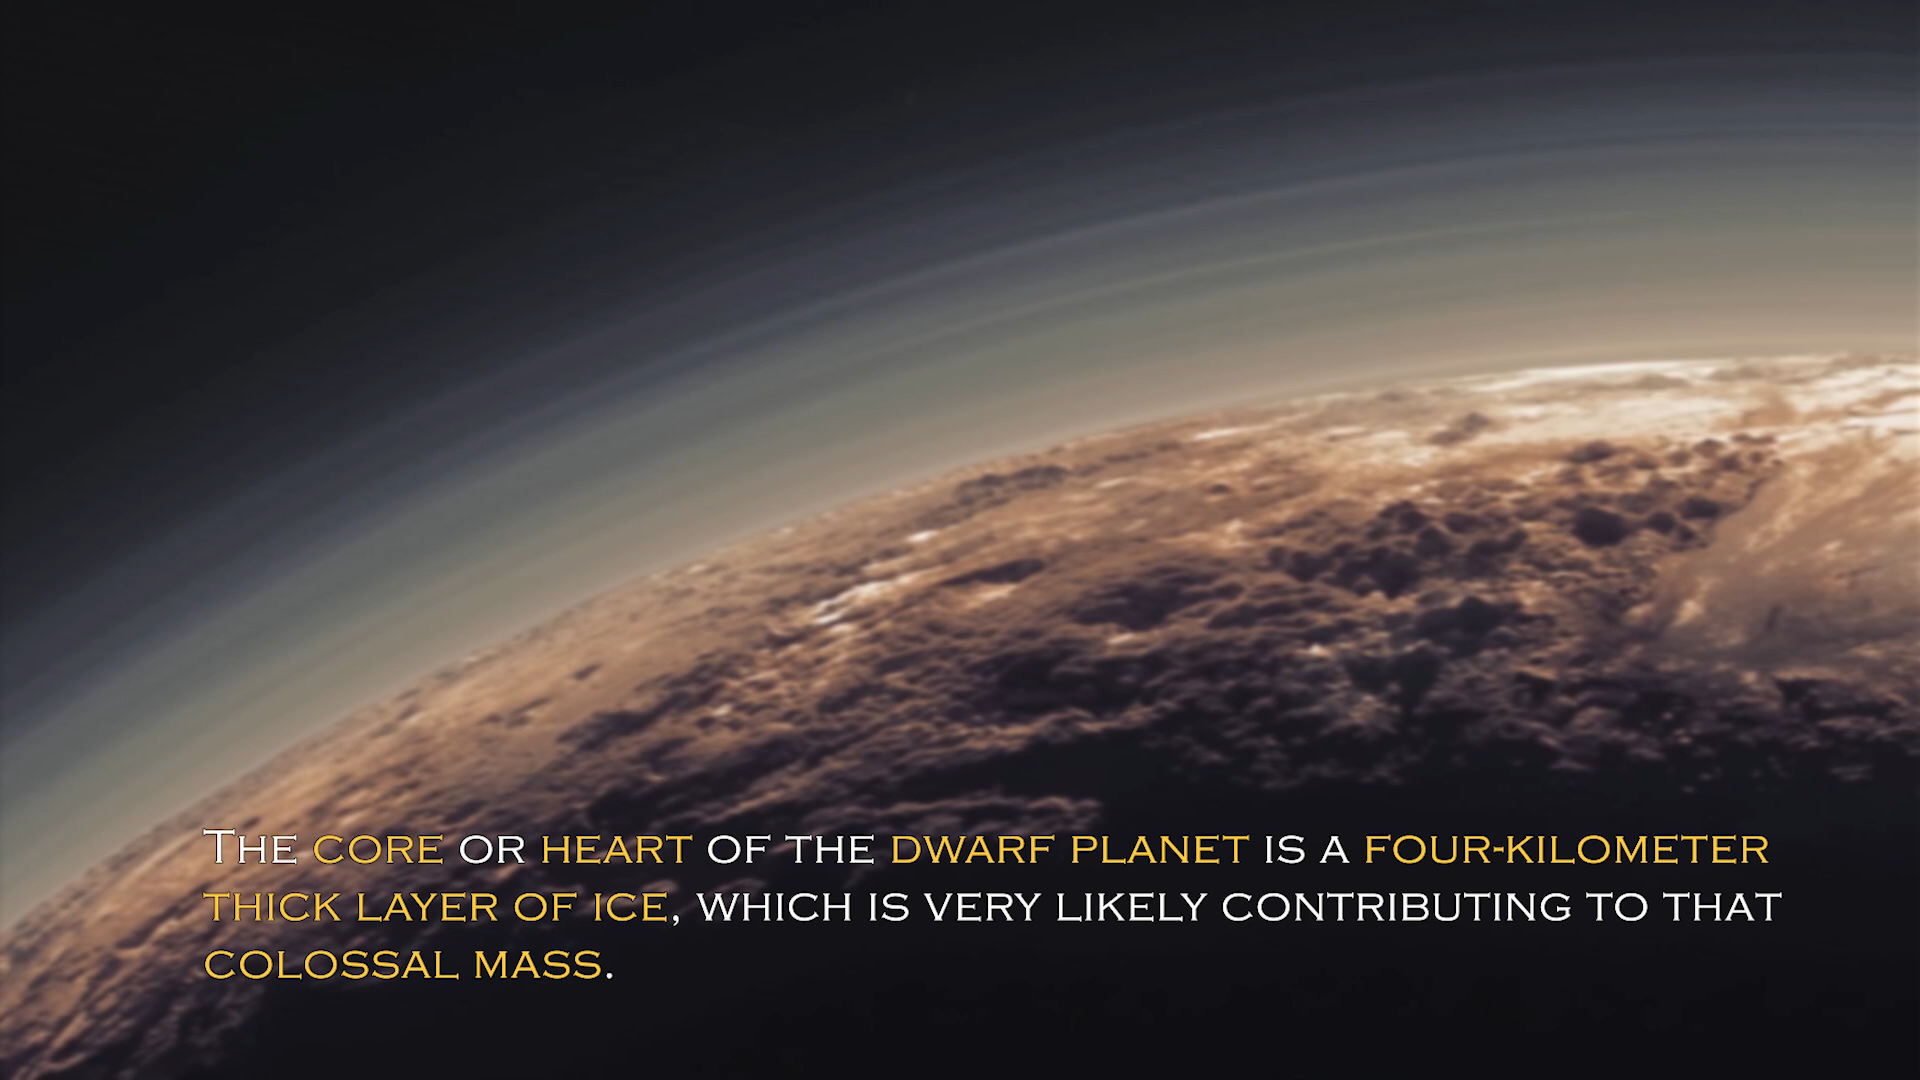 The core or heart of the dwarf planet is a four-kilometer
thick layer of ice, which is very likely contributing to that
colossal mass.